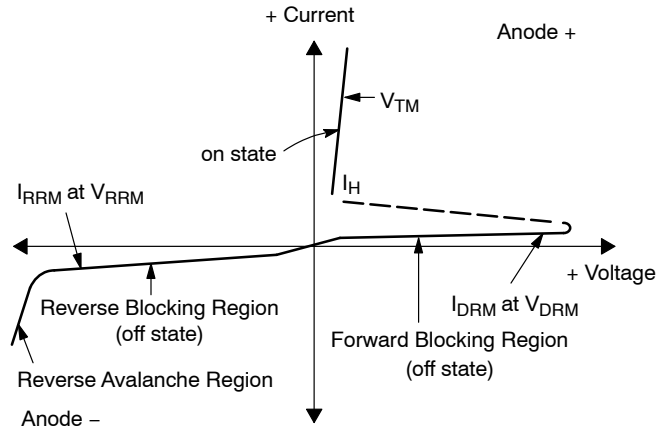 + Current
Anode +
V_TM
on state
I_H
I_RRM at V_RRM
+ Voltage
Reverse Blocking Region
(off state)
I_DRM at V_DRM
Forward Blocking Region
(off state)
Reverse Avalanche Region
Anode −